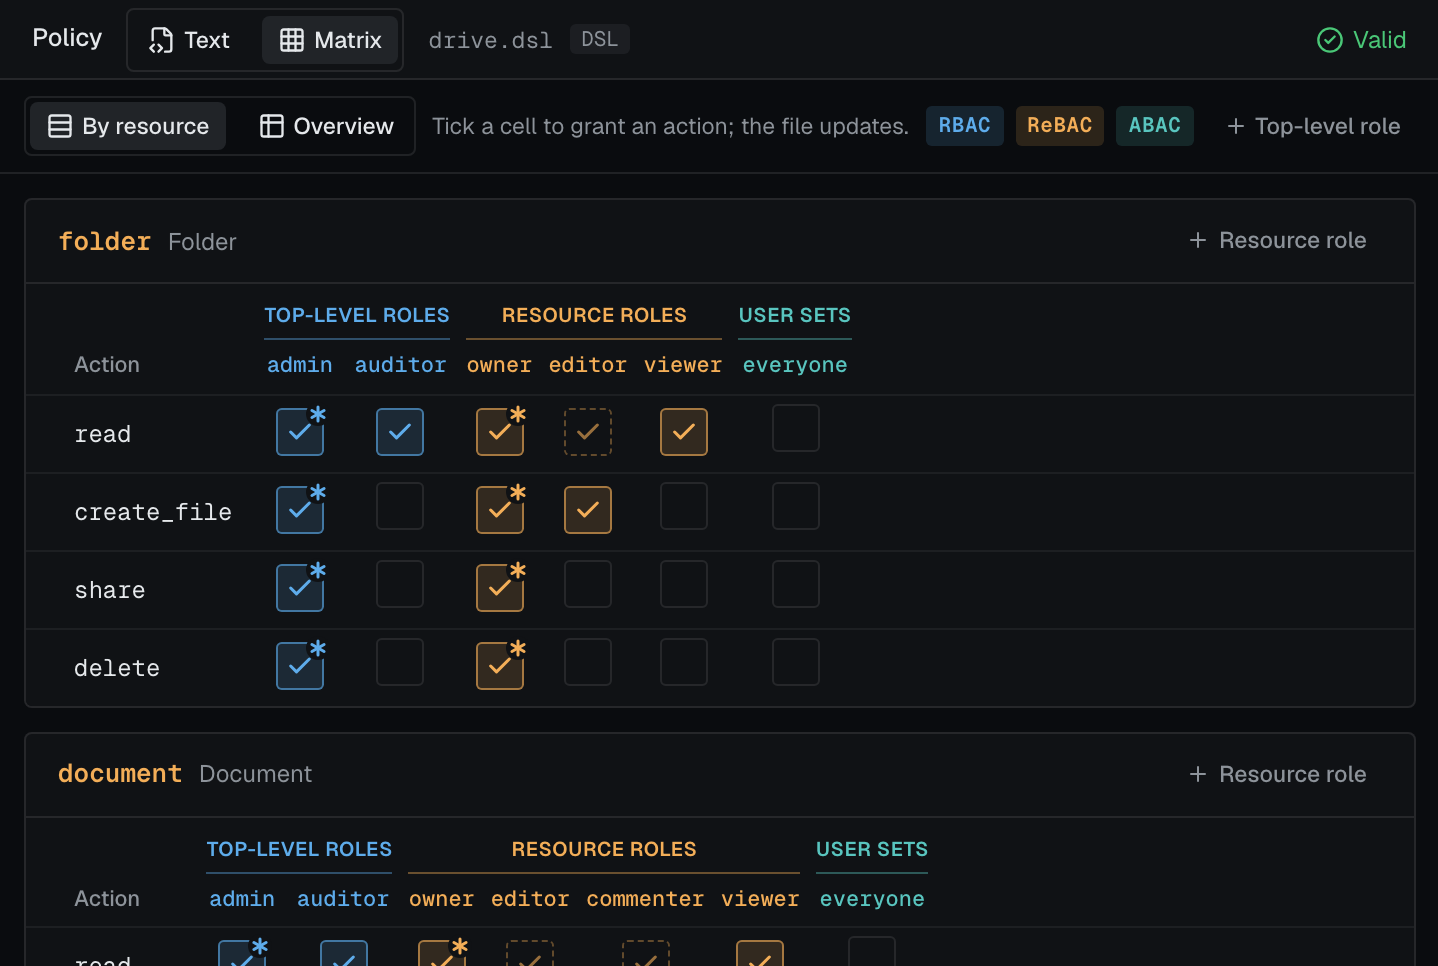 Policy Text Matrix drive.dsl DSL Valid
By resource Overview Tick a cell to grant an action; the file updates. RBAC ReBAC ABAC + Top-level role
folder Folder + Resource role
TOP-LEVEL ROLES RESOURCE ROLES USER SETS
Action admin auditor owner editor viewer everyone
read
create_file
share
delete
document Document + Resource role
TOP-LEVEL ROLES RESOURCE ROLES USER SETS
Action admin auditor owner editor commenter viewer everyone
read